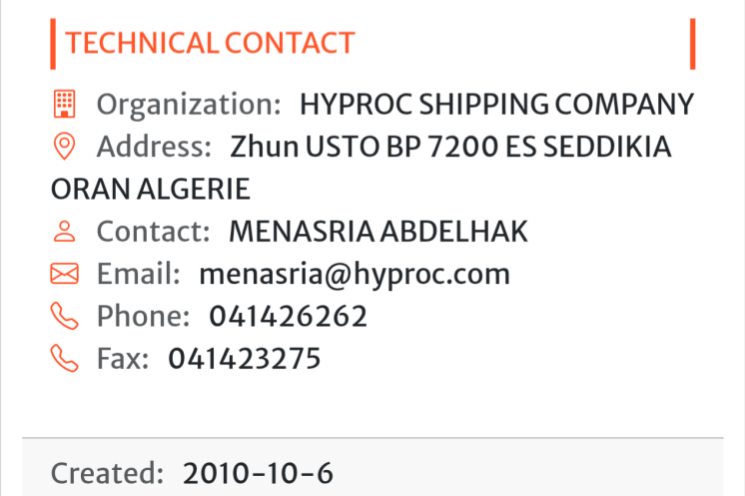 TECHNICAL CONTACT
Organization: HYPROC SHIPPING COMPANY
Address: Zhun USTO BP 7200 ES SEDDIKIA
ORAN ALGERIE
Contact: MENASRIA ABDELHAK
Email: menasria@hyproc.com
Phone: 041426262
Fax: 041423275
Created: 2010-10-6